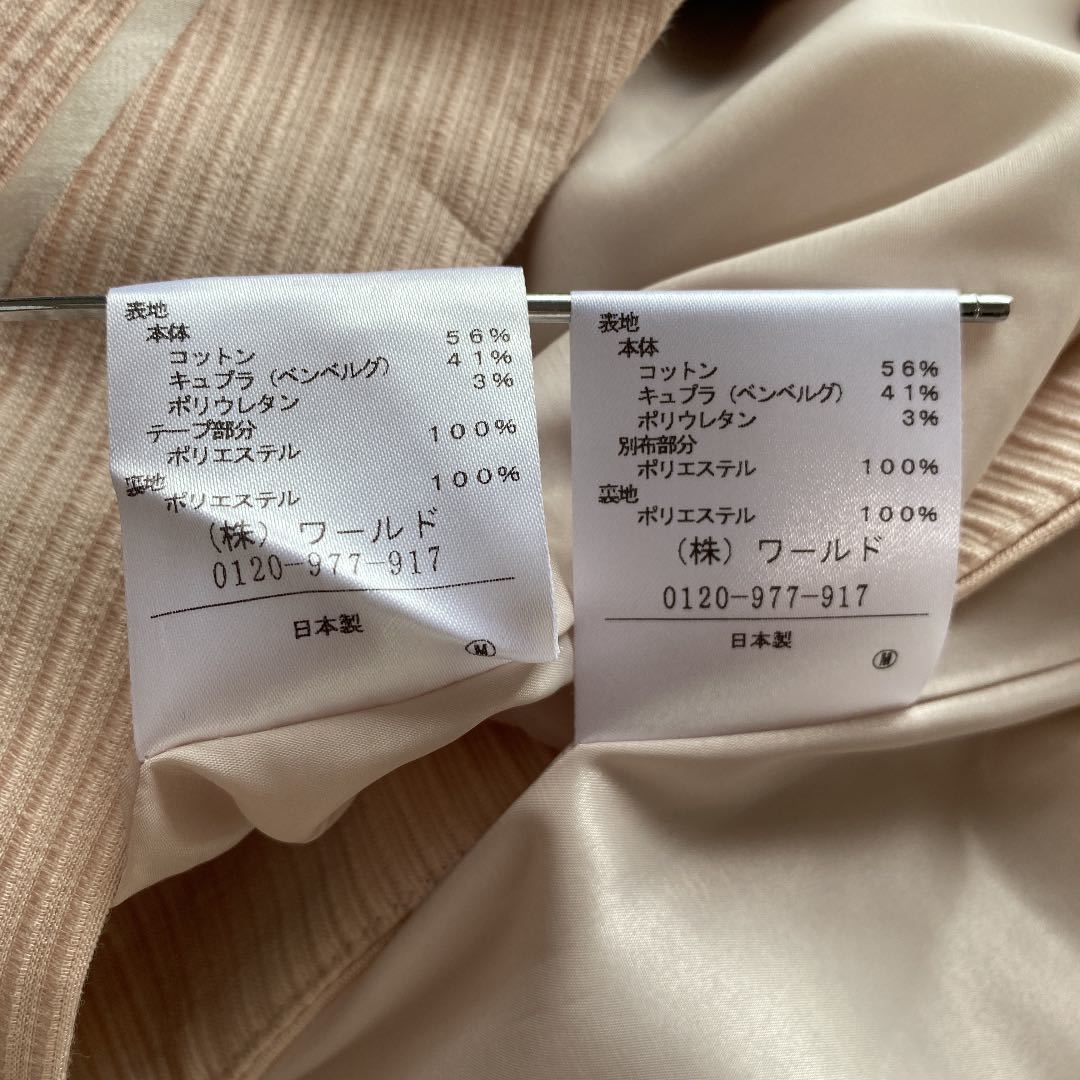 表地
本体
コットン 56%
キュプラ(ベンベルグ) 41%
ポリウレタン 3%
テープ部分
ポリエステル 100%
裏地
ポリエステル 100%
(株)ワールド
0120-977-917
日本製
M
表地
本体
コットン 56%
キュプラ(ベンベルグ) 41%
ポリウレタン 3%
別布部分
ポリエステル 100%
裏地
ポリエステル 100%
(株)ワールド
0120-977-917
日本製
M